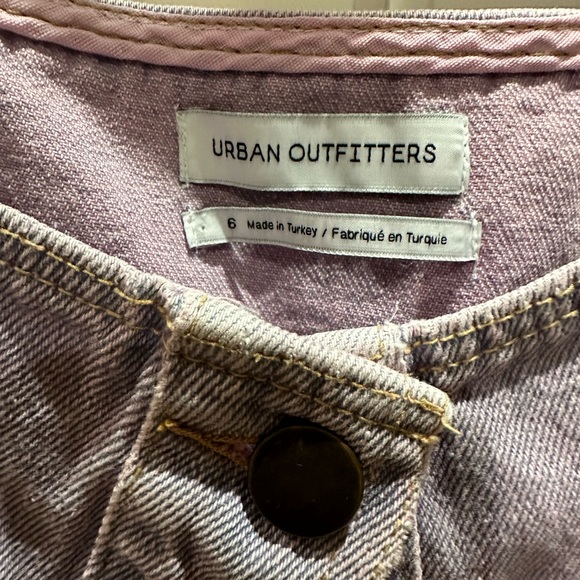 URBAN OUTFITTERS
6 Made in Turkey / Fabriqué en Turquie